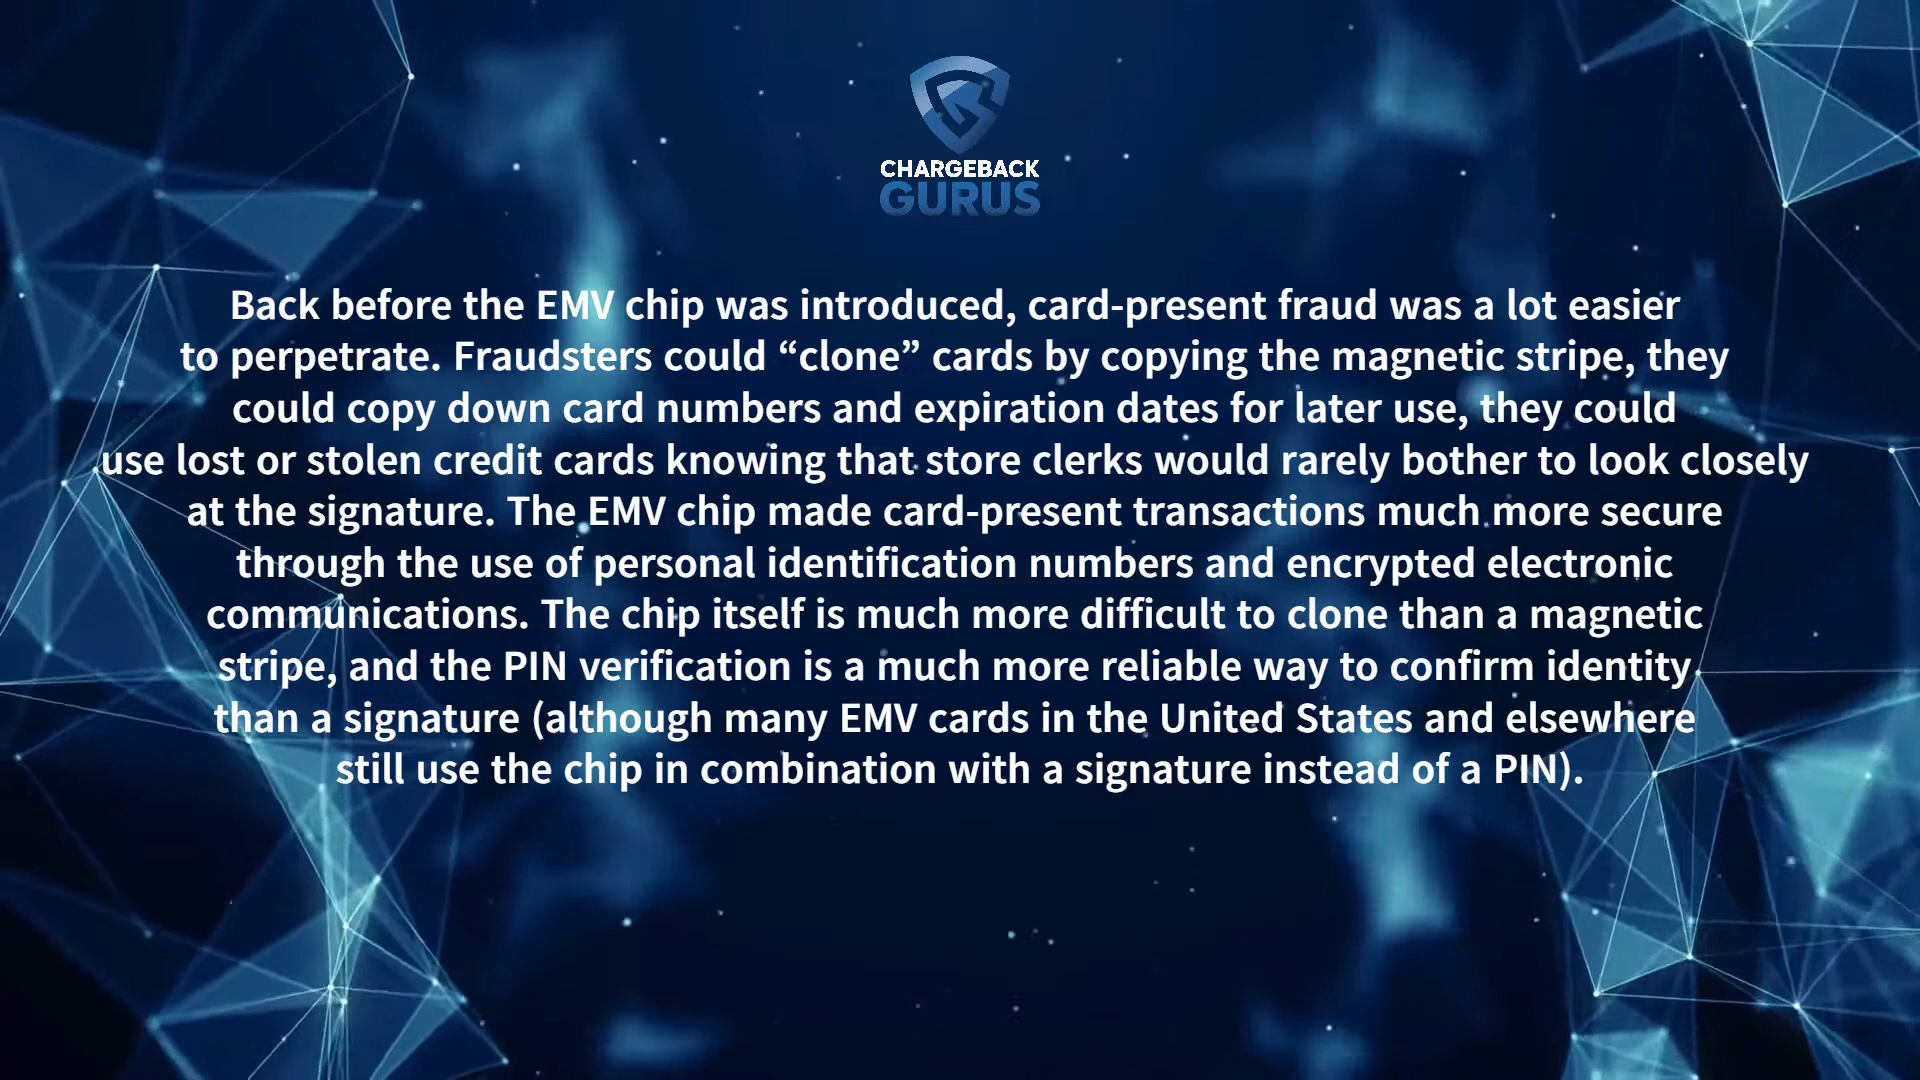 CHARGEBACK
GURUS
Back before the EMV chip was introduced, card-present fraud was a lot easier
to perpetrate. Fraudsters could “clone” cards by copying the magnetic stripe, they
could copy down card numbers and expiration dates for later use, they could
use lost or stolen credit cards knowing that store clerks would rarely bother to look closely
at the signature. The EMV chip made card-present transactions much more secure
through the use of personal identification numbers and encrypted electronic
communications. The chip itself is much more difficult to clone than a magnetic
stripe, and the PIN verification is a much more reliable way to confirm identity
than a signature (although many EMV cards in the United States and elsewhere
still use the chip in combination with a signature instead of a PIN).